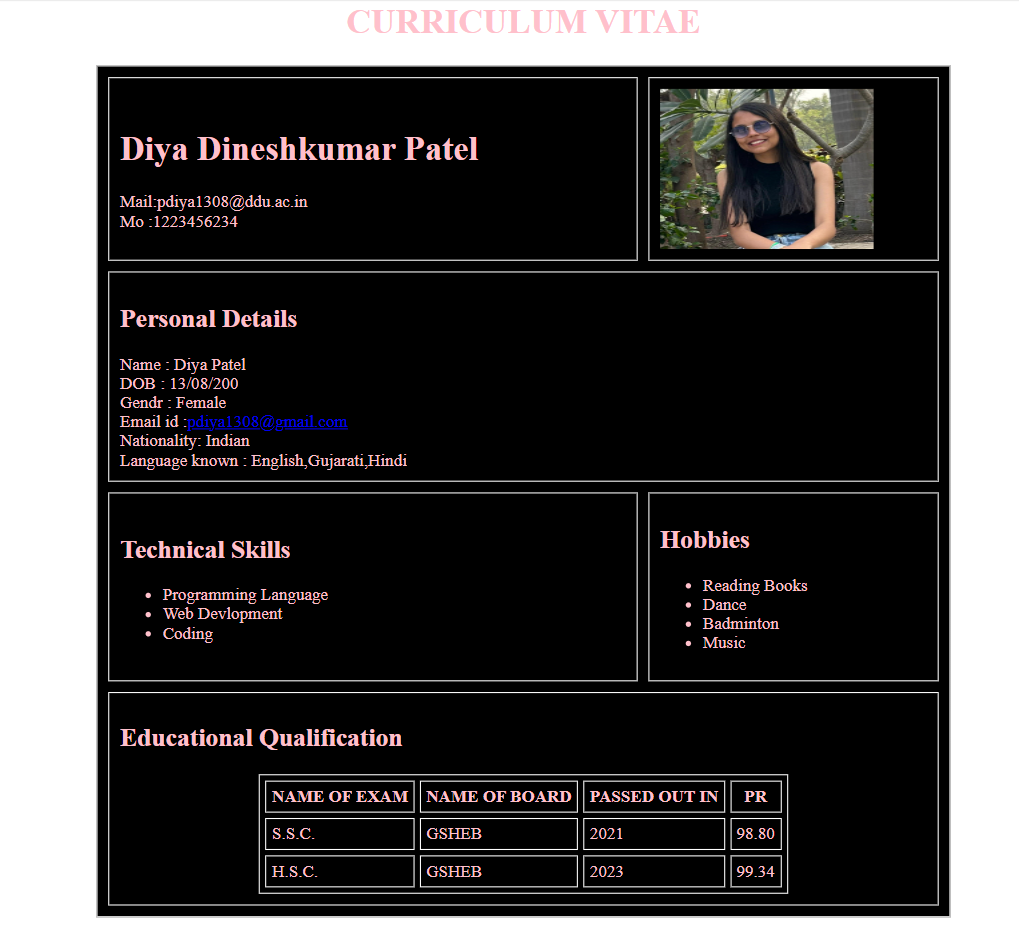 CURRICULUM VITAE
Diya Dineshkumar Patel
Mail:pdiya1308@ddu.ac.in
Mo :1223456234
Personal Details
Name : Diya Patel
DOB : 13/08/200
Gendr : Female
Email id :pdiya1308@gmail.com
Nationality: Indian
Language known : English,Gujarati,Hindi
Technical Skills
Programming Language
Web Devlopment
Coding
Hobbies
Reading Books
Dance
Badminton
Music
Educational Qualification
NAME OF EXAM NAME OF BOARD PASSED OUT IN PR
S.S.C. GSHEB 2021 98.80
H.S.C. GSHEB 2023 99.34